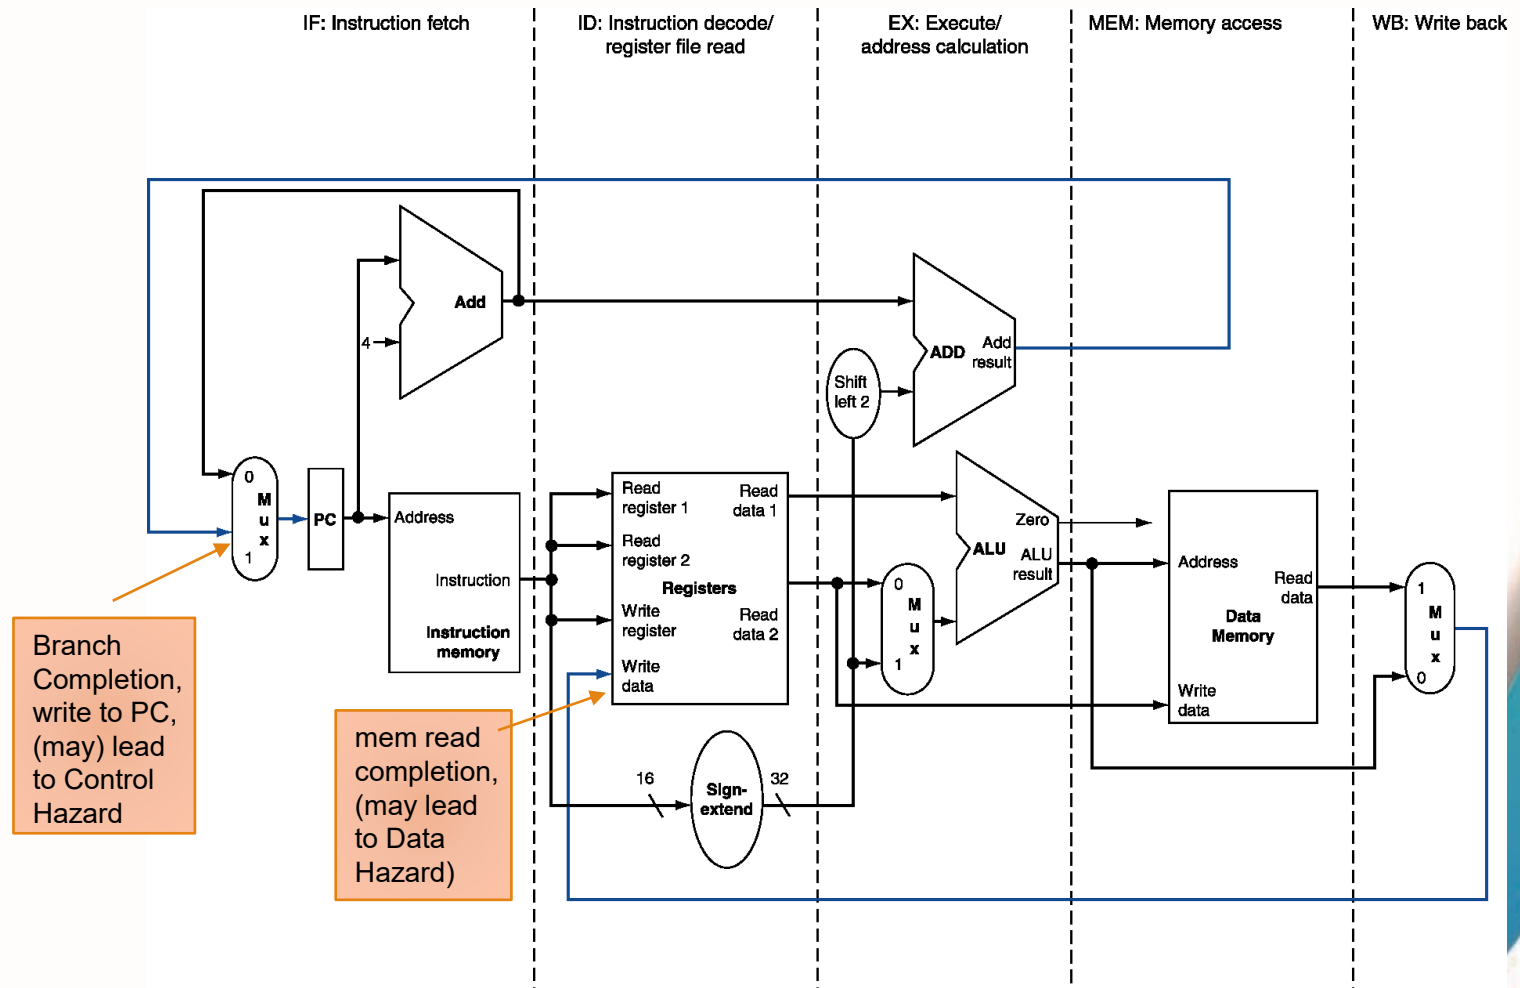 IF: Instruction fetch
ID: Instruction decode/
register file read
EX: Execute/
address calculation
MEM: Memory access
WB: Write back
Add
4
ADD
Add
result
Shift
left 2
0
M
u
x
1
PC
Address
Instruction
Instruction
memory
Read
register 1
Read
register 2
Registers
Write
register
Write
data
Read
data 1
Read
data 2
0
M
u
x
1
Zero
ALU
ALU
result
Address
Read
data
Data
Memory
Write
data
1
M
u
x
0
16
Sign-
extend
32
Branch
Completion,
write to PC,
(may) lead
to Control
Hazard
mem read
completion,
(may lead
to Data
Hazard)